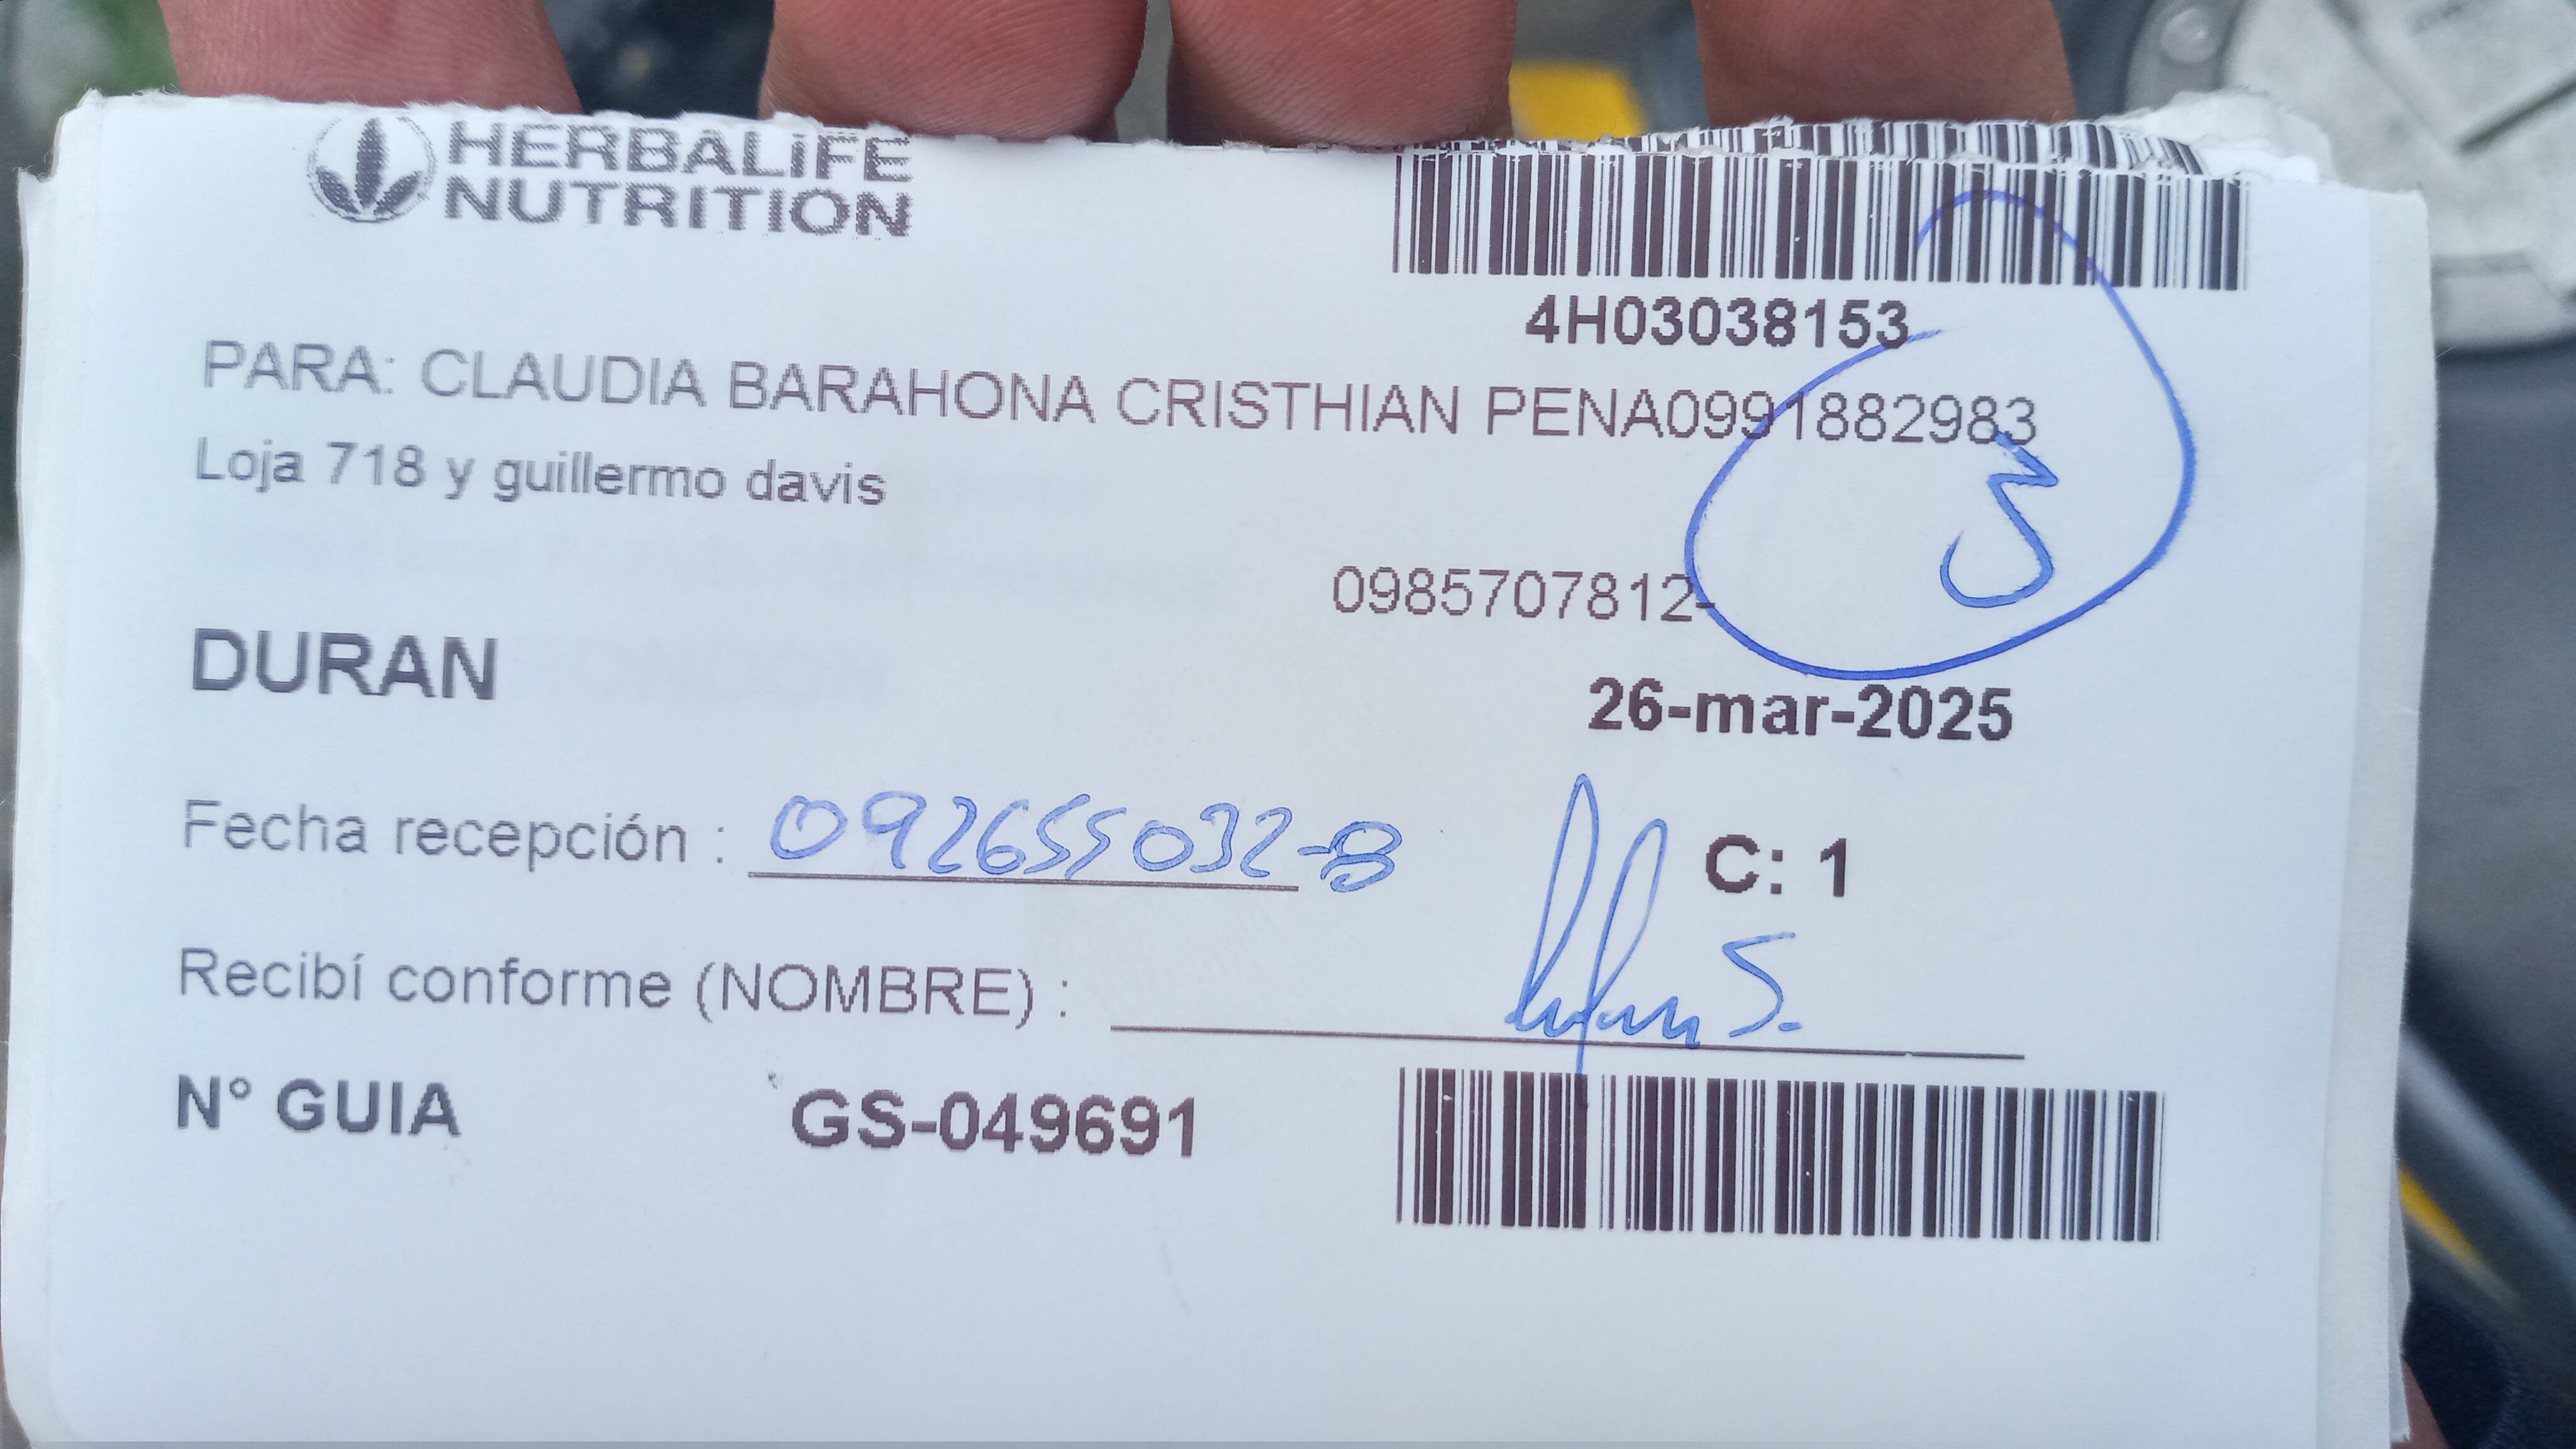 HERBALIFE
NUTRITION
4H03038153
PARA: CLAUDIA BARAHONA CRISTHIAN PENA0991882983
Loja 718 y guillermo davis
3
0985707812-
DURAN
26-mar-2025
Fecha recepción : 092655032-8
C: 1
Recibí conforme (NOMBRE) :
N° GUIA GS-049691